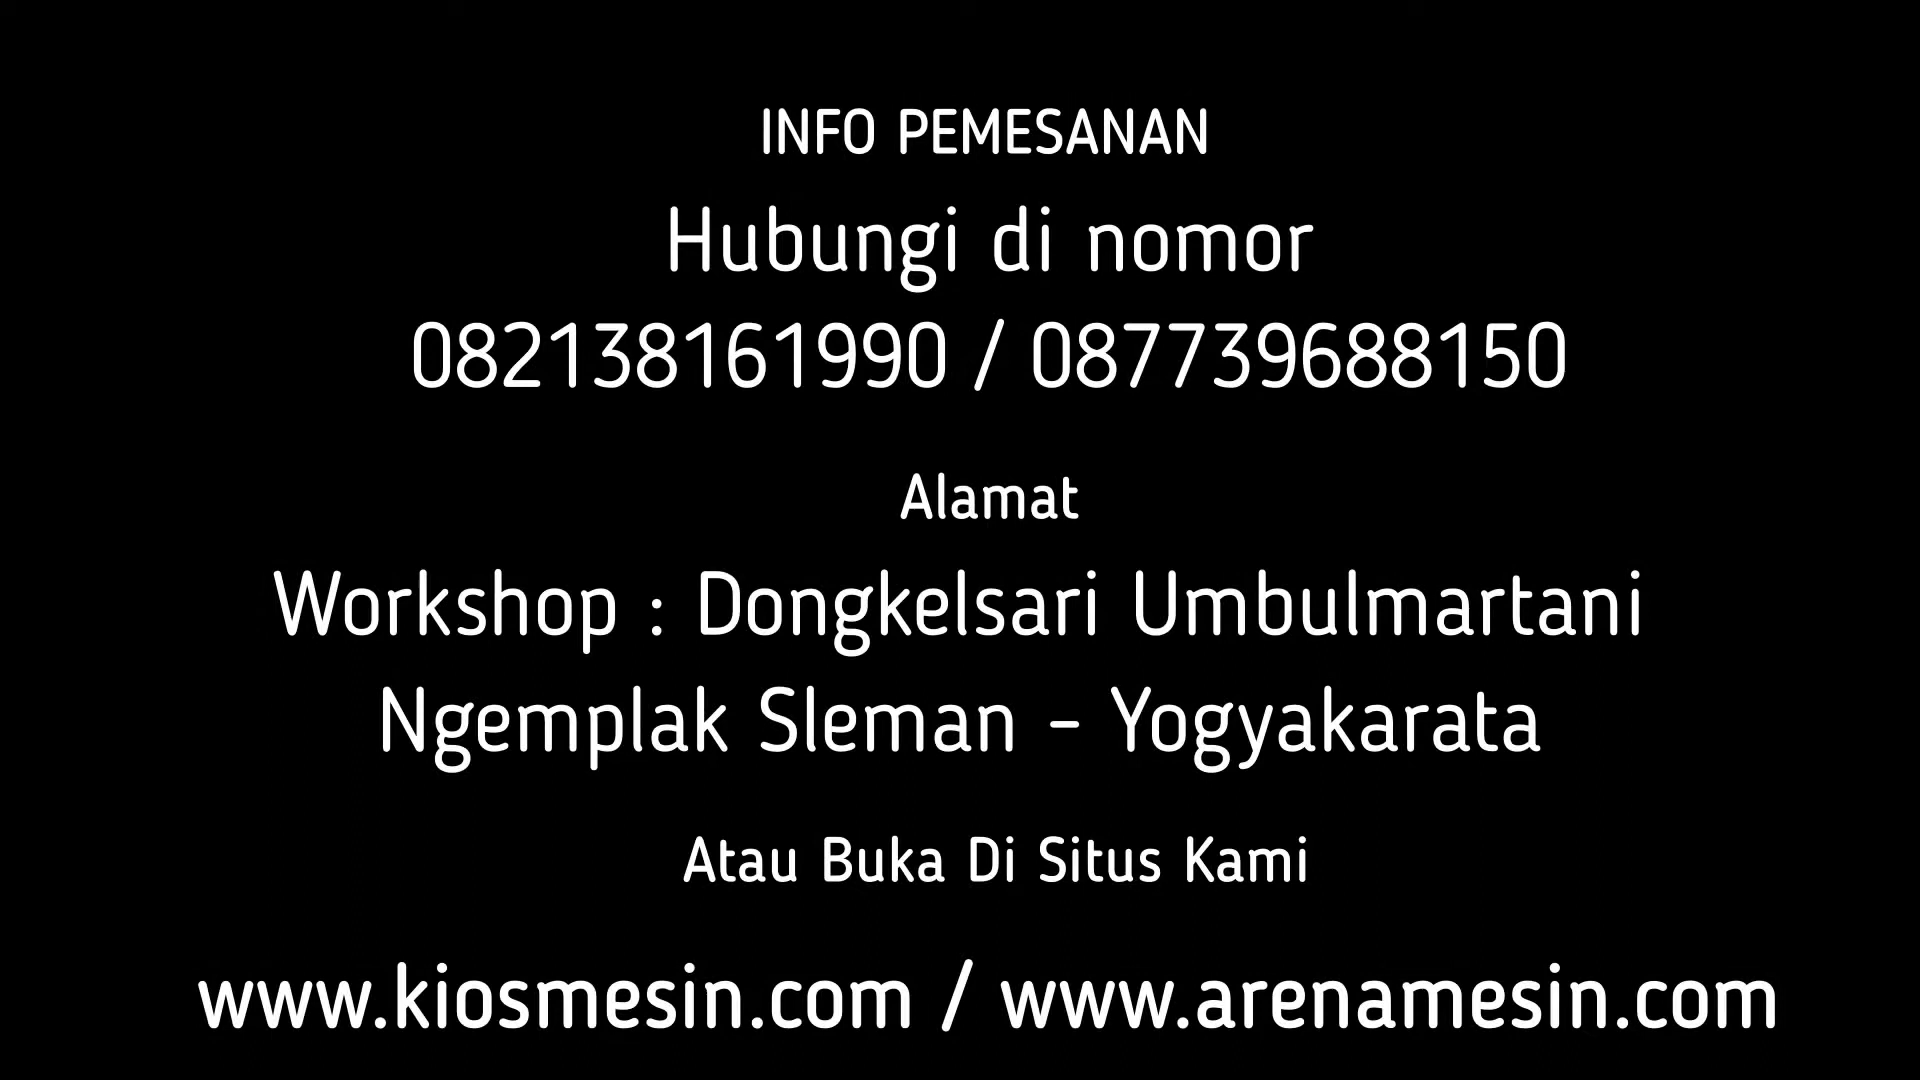 INFO PEMESANAN
Hubungi di nomor
082138161990 / 087739688150
Alamat
Workshop : Dongkelsari Umbulmartani
Ngemplak Sleman - Yogyakarata
Atau Buka Di Situs Kami
www.kiosmesin.com / www.arenamesin.com